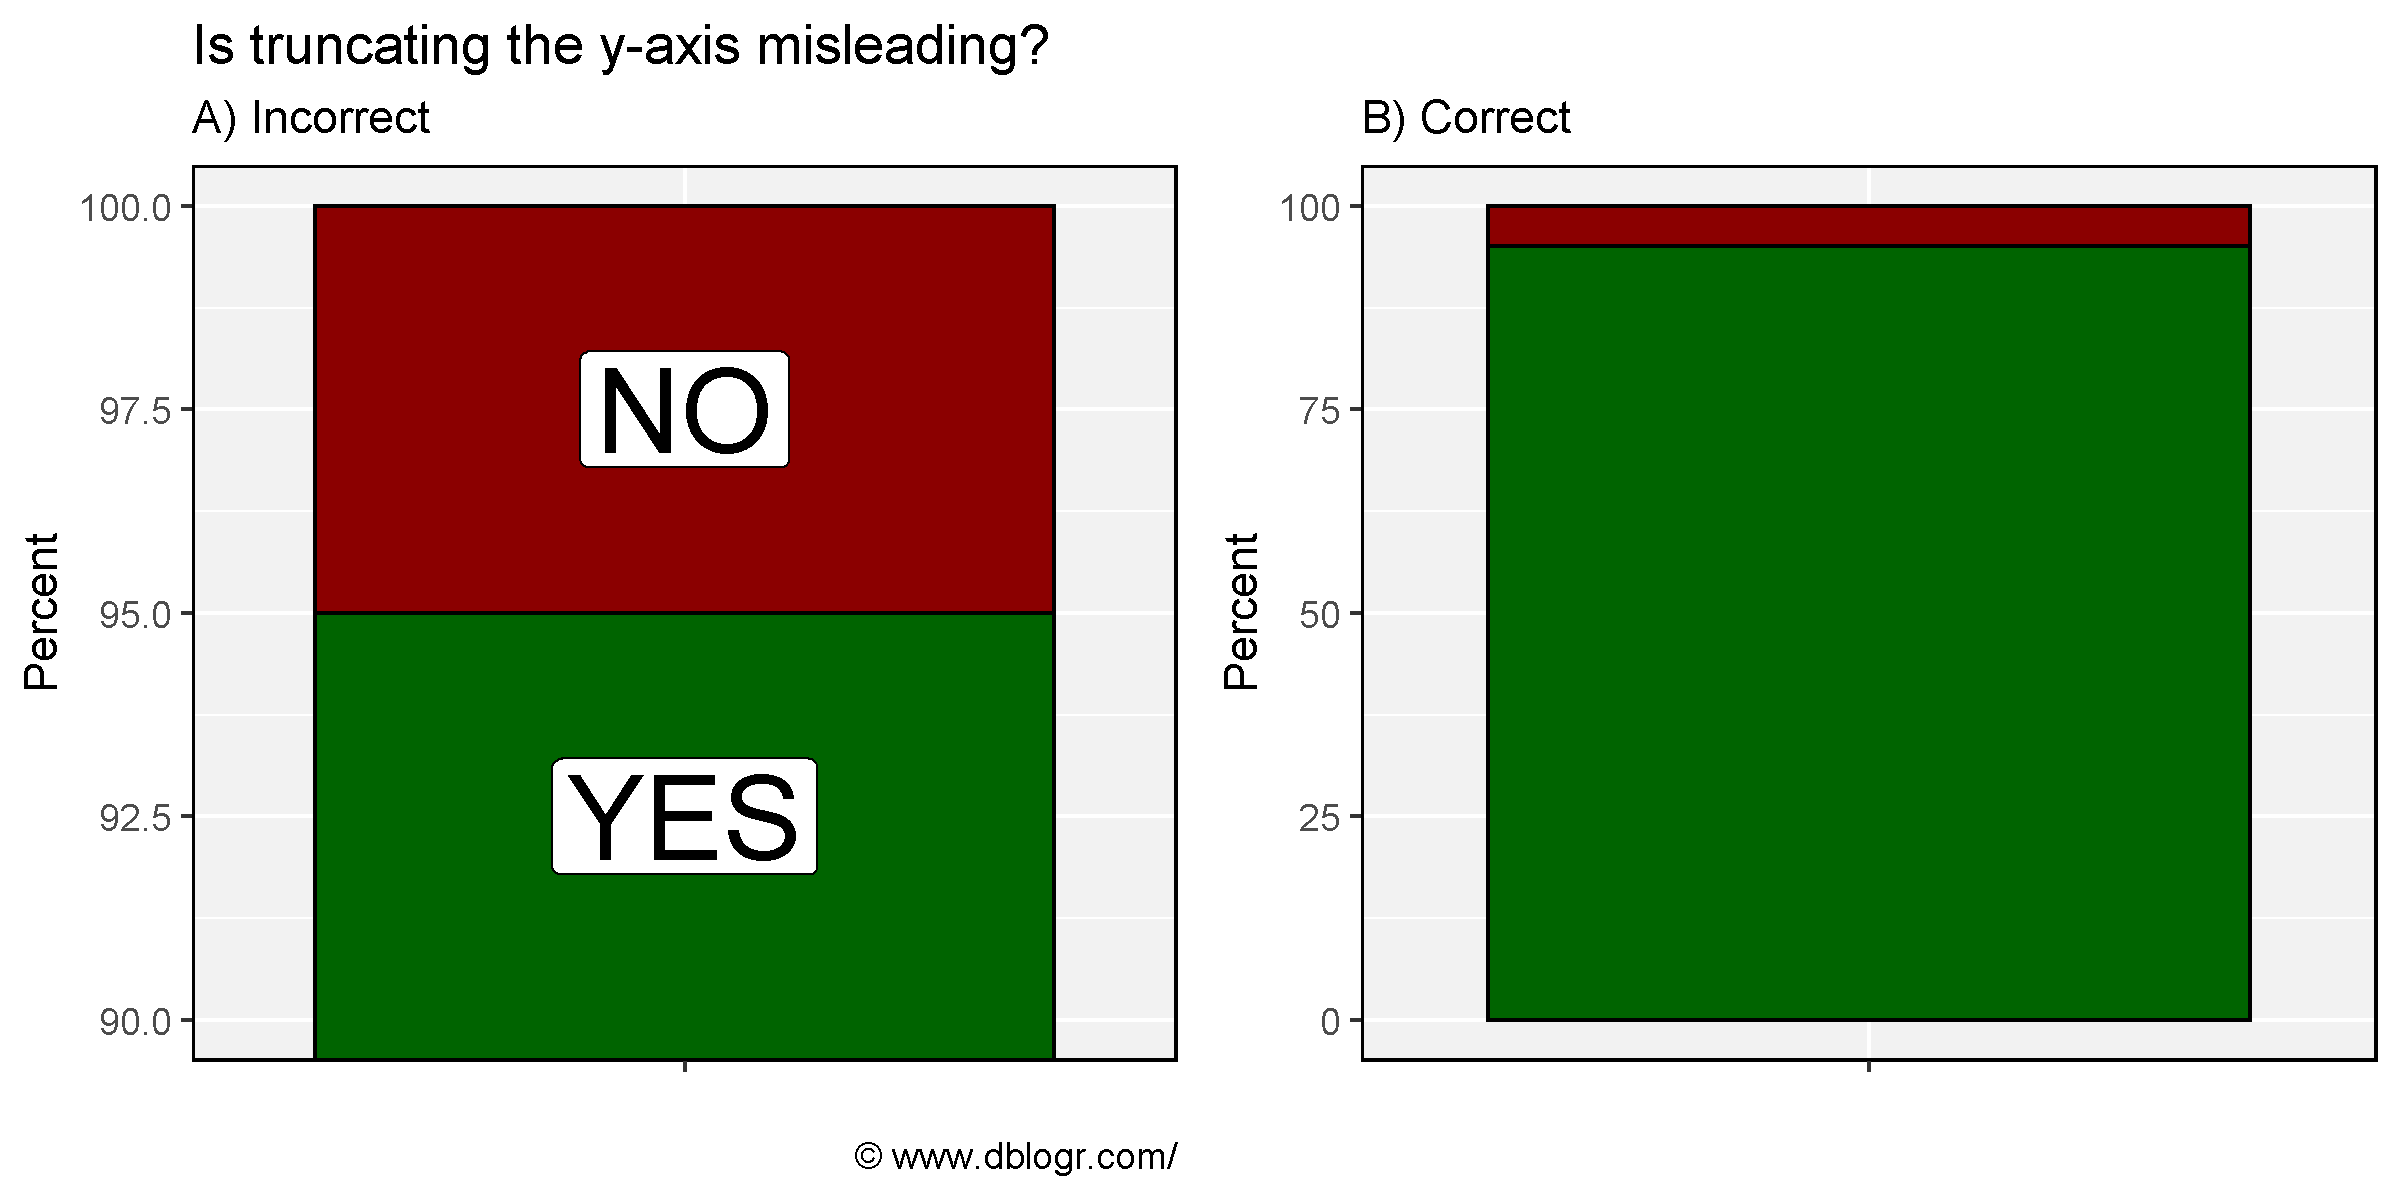 Is truncating the y-axis misleading?
A) Incorrect
100.0
97.5
95.0
92.5
90.0
Percent
NO
YES
B) Correct
100
75
50
25
0
Percent
© www.dblogr.com/